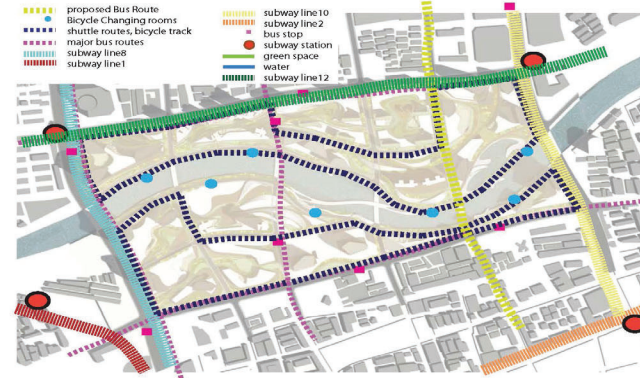 proposed Bus Route
Bicycle Changing rooms
shuttle routes, bicycle track
major bus routes
subway line8
subway line1
subway line10
subway line2
bus stop
subway station
green space
water
subway line12